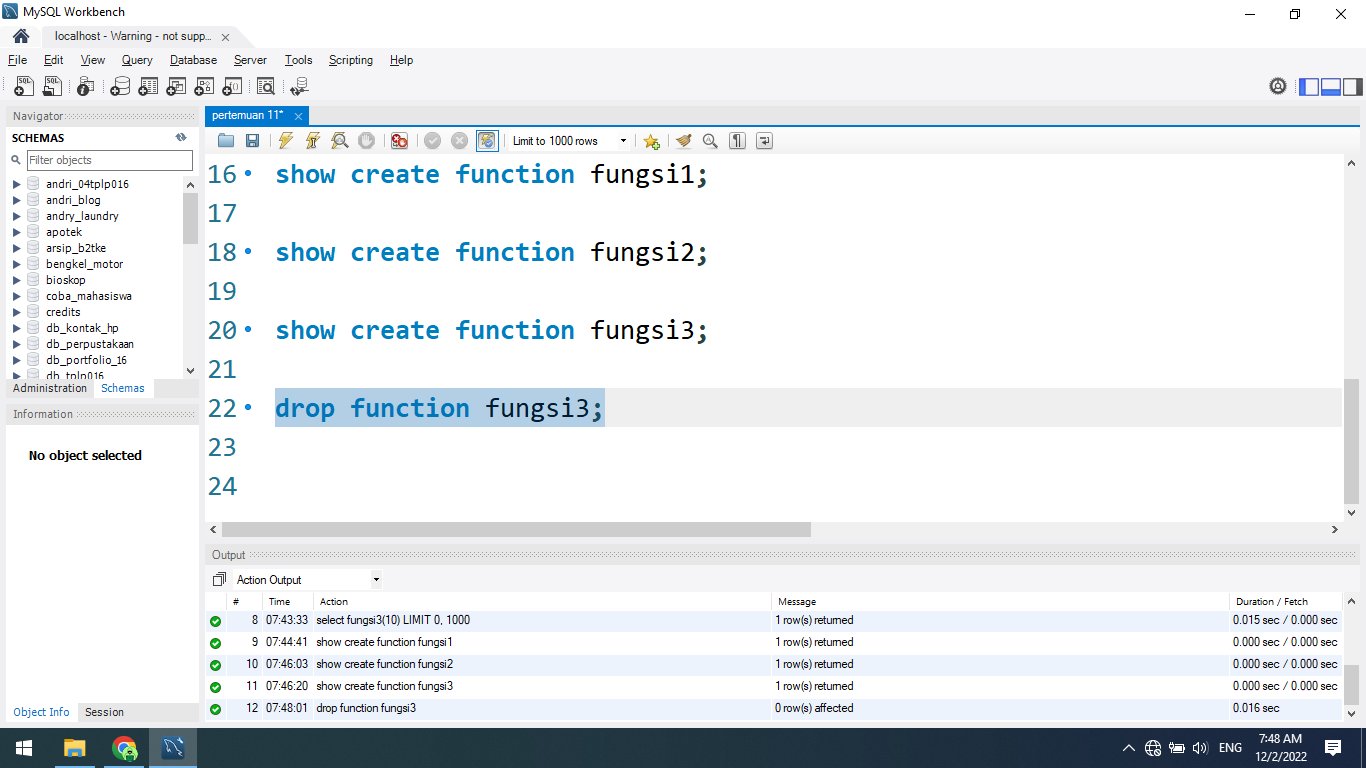 MySQL Workbench
localhost - Warning - not supp...
File Edit View Query Database Server Tools Scripting Help
Navigator
pertemuan 11*
SCHEMAS
Limit to 1000 rows
Filter objects
andri_04tplp016
andri_blog
andry_laundry
apotek
arsip_b2tke
bengkel_motor
bioskop
coba_mahasiswa
credits
db_kontak_hp
db_perpustakaan
db_portfolio_16
db_tplp016
Administration Schemas
Information
No object selected
Object Info Session
16 show create function fungsi1;
17
18 show create function fungsi2;
19
20 show create function fungsi3;
21
22 drop function fungsi3;
23
24
Output
Action Output
# Time Action Message Duration / Fetch
8 07:43:33 select fungsi3(10) LIMIT 0, 1000 1 row(s) returned 0.015 sec / 0.000 sec
9 07:44:41 show create function fungsi1 1 row(s) returned 0.000 sec / 0.000 sec
10 07:46:03 show create function fungsi2 1 row(s) returned 0.000 sec / 0.000 sec
11 07:46:20 show create function fungsi3 1 row(s) returned 0.000 sec / 0.000 sec
12 07:48:01 drop function fungsi3 0 row(s) affected 0.016 sec
ENG
7:48 AM
12/2/2022